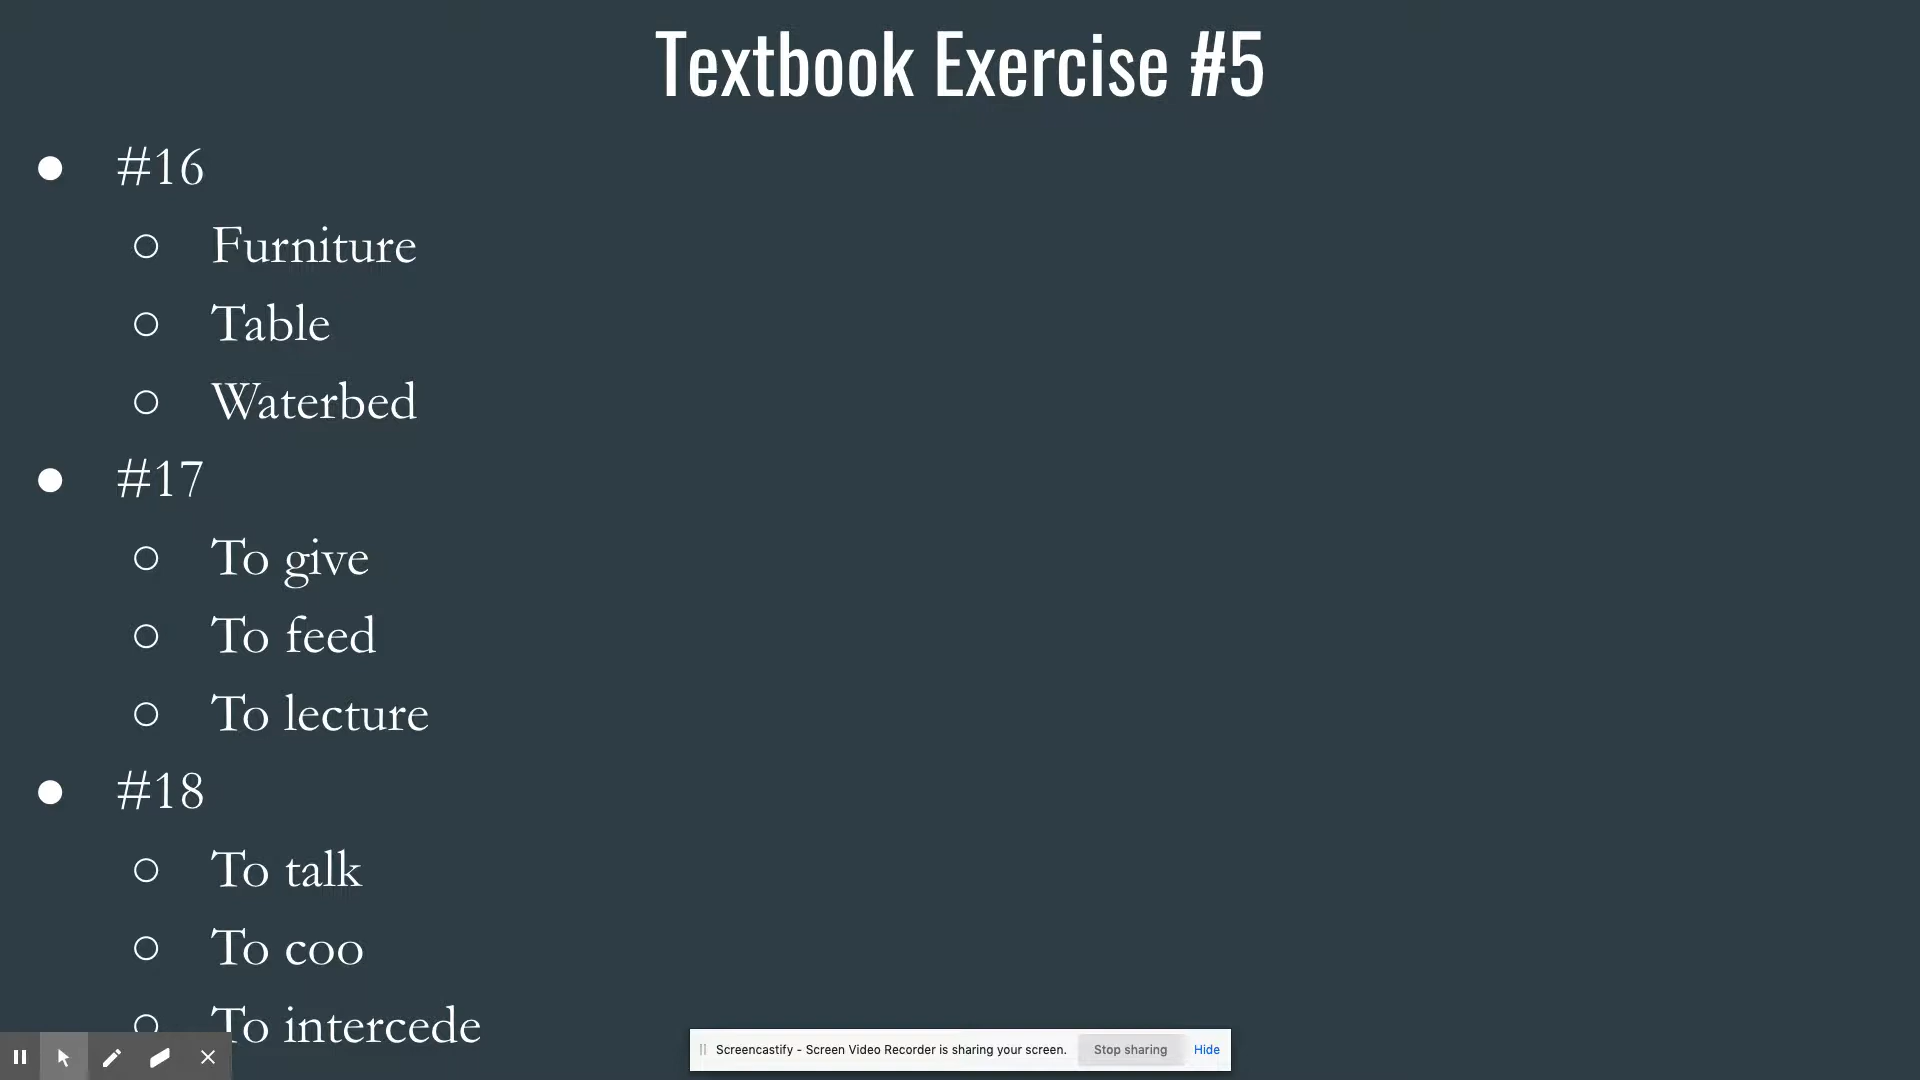 Textbook Exercise #5
● #16
○ Furniture
○ Table
○ Waterbed
● #17
○ To give
○ To feed
○ To lecture
● #18
○ To talk
○ To coo
○ To intercede
Screencastify - Screen Video Recorder is sharing your screen. Stop sharing Hide